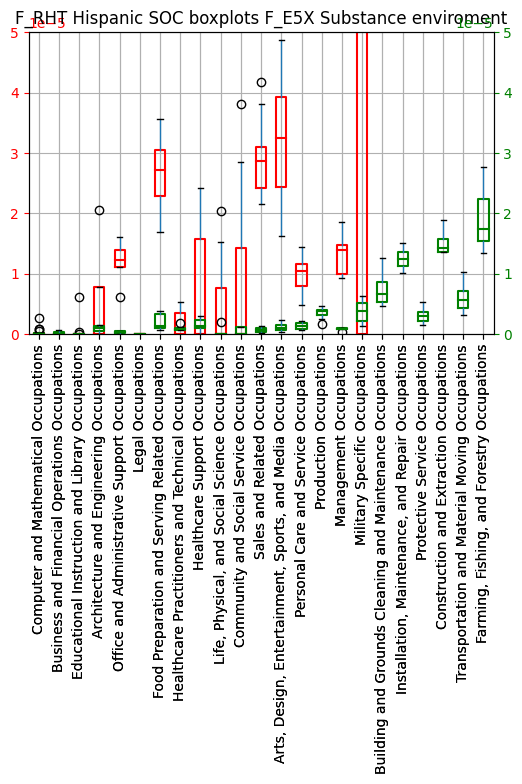 F_RHT Hispanic SOC boxplots F_E5X Substance enviroment
1e−5
1e−5
5
5
4
4
3
3
2
2
1
1
0
0
Computer and Mathematical Occupations
Business and Financial Operations Occupations
Educational Instruction and Library Occupations
Architecture and Engineering Occupations
Office and Administrative Support Occupations
Legal Occupations
Food Preparation and Serving Related Occupations
Healthcare Practitioners and Technical Occupations
Healthcare Support Occupations
Life, Physical, and Social Science Occupations
Community and Social Service Occupations
Sales and Related Occupations
Arts, Design, Entertainment, Sports, and Media Occupations
Personal Care and Service Occupations
Production Occupations
Management Occupations
Military Specific Occupations
Building and Grounds Cleaning and Maintenance Occupations
Installation, Maintenance, and Repair Occupations
Protective Service Occupations
Construction and Extraction Occupations
Transportation and Material Moving Occupations
Farming, Fishing, and Forestry Occupations